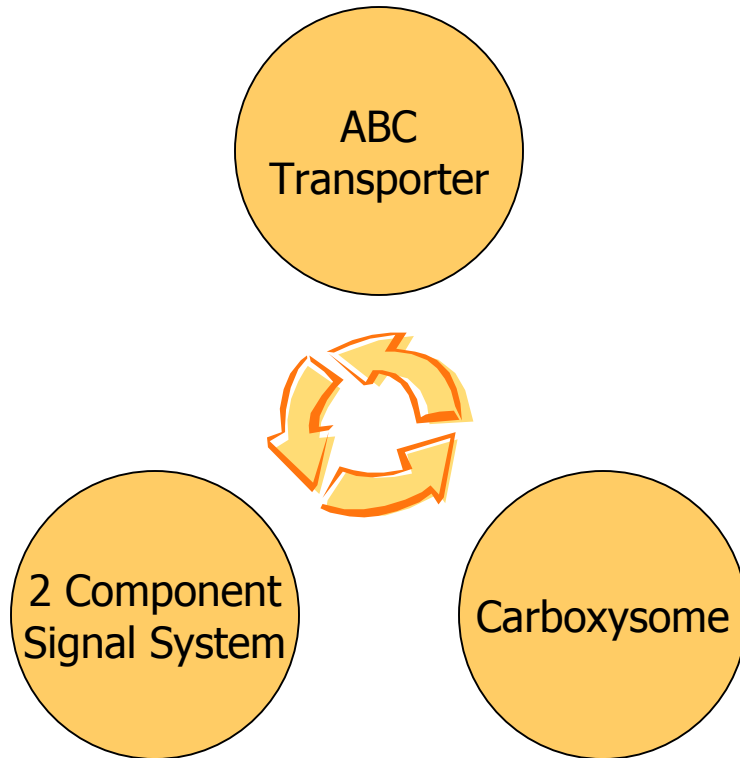 ABC
Transporter
2 Component
Signal System
Carboxysome